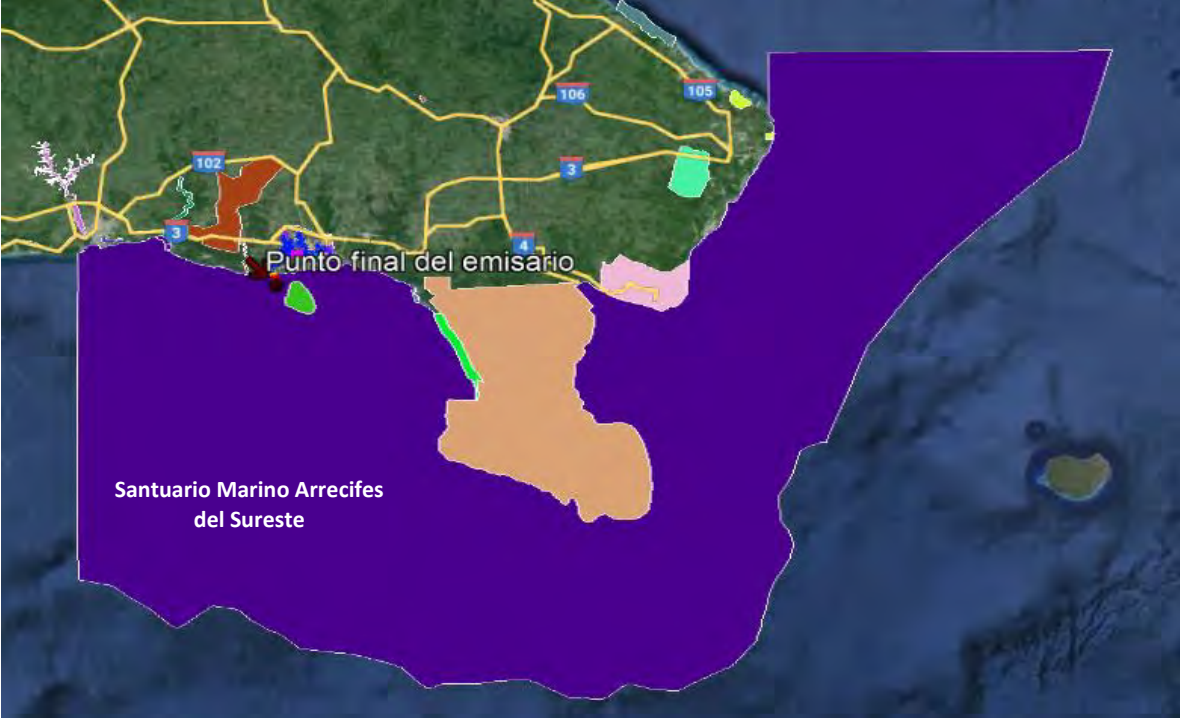 106
105
102
3
3
4
Punto final del emisario
Santuario Marino Arrecifes
del Sureste